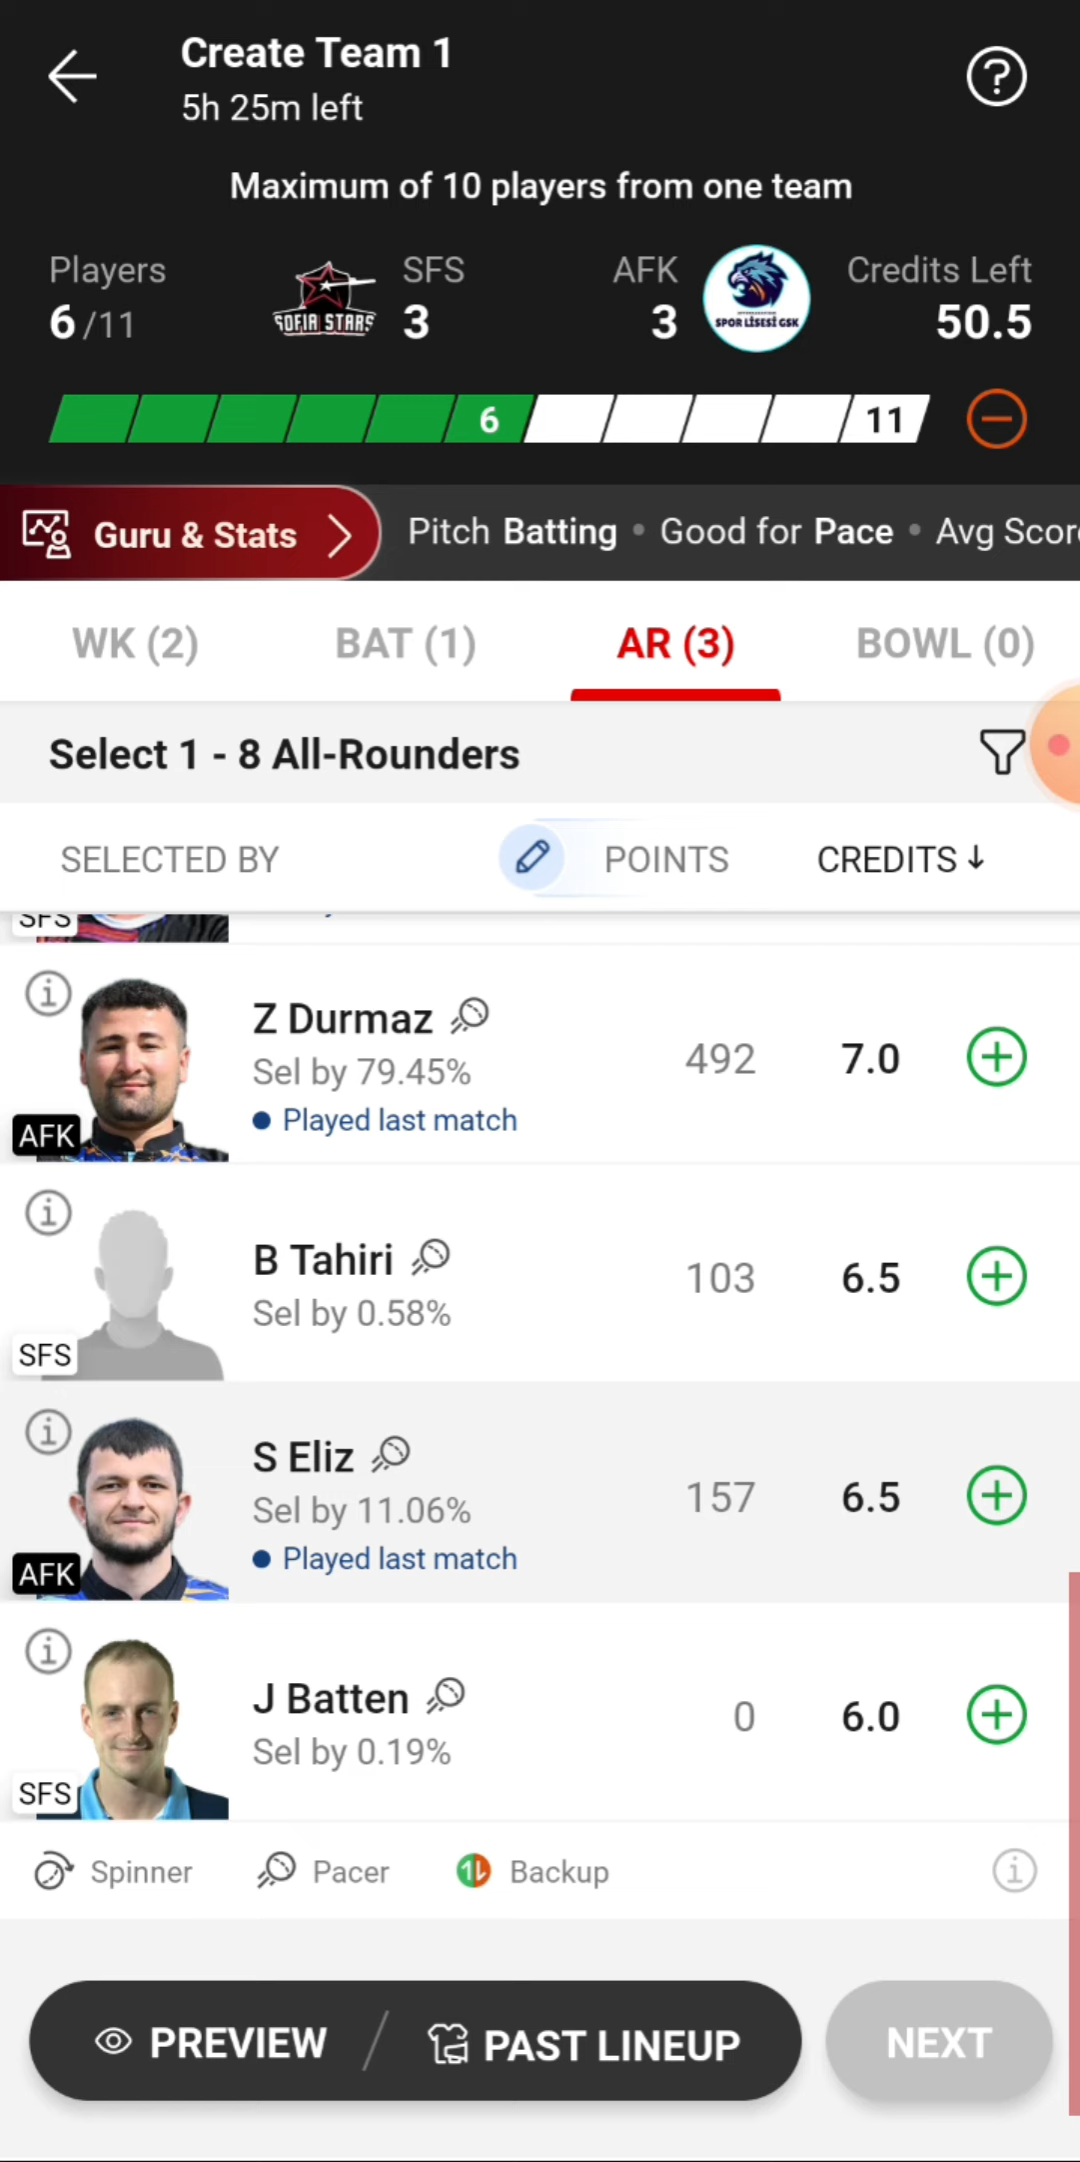 Create Team 1
5h 25m left
Maximum of 10 players from one team
Players
6/11
SOFIA STARS
SFS
3
AFK
3
SPOR LİSESİ GSK
Credits Left
50.5
6
11
Guru & Stats
Pitch Batting • Good for Pace • Avg Scor
WK (2)
BAT (1)
AR (3)
BOWL (0)
Select 1 - 8 All-Rounders
SELECTED BY
POINTS
CREDITS ↓
SFS
Z Durmaz
Sel by 79.45%
Played last match
AFK
492
7.0
B Tahiri
Sel by 0.58%
SFS
103
6.5
S Eliz
Sel by 11.06%
Played last match
AFK
157
6.5
J Batten
Sel by 0.19%
SFS
0
6.0
Spinner
Pacer
Backup
PREVIEW / PAST LINEUP
NEXT